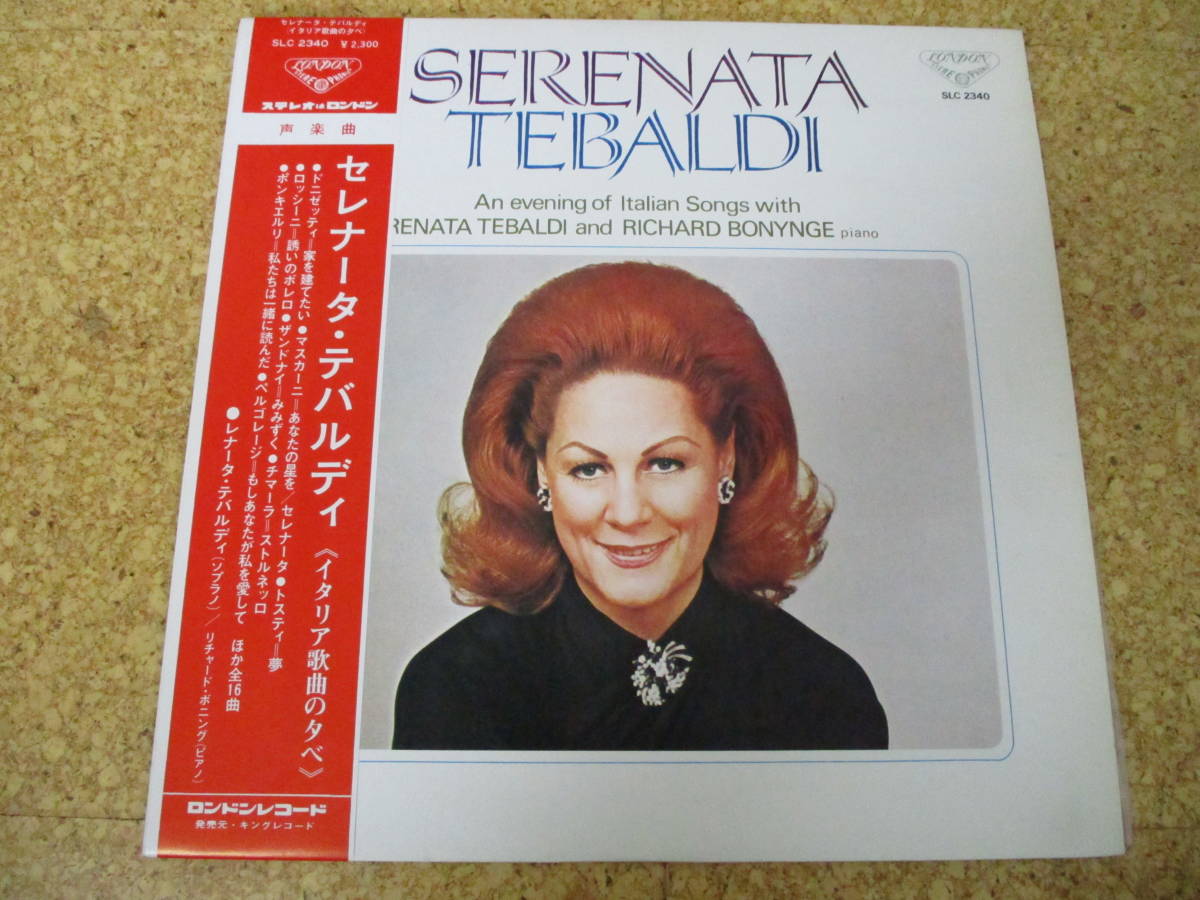 セレナータ・テバルディ
(イタリア歌曲の夕べ)
SLC 2340 ¥2,300
LONDON
STEREO PHONIC
ステレオはロンドン
声楽曲
セレナータ・テバルディ《イタリア歌曲の夕べ》
●ドニゼッティ=家を建てたい●マスカーニ=あなたの星を/セレナータ●トスティ=夢
●ロッシーニ=誘いのボレロ●ザンドナイ=みみずく●チマーラ=ストルネッロ
●ポンキエルリ=私たちは一緒に読んだ●ペルゴレージ=もしあなたが私を愛して ほか全16曲
●レナータ・テバルディ(ソプラノ)/リチャード・ボニング(ピアノ)
ロンドンレコード
発売元・キングレコード
SERENATA
TEBALDI
An evening of Italian Songs with
RENATA TEBALDI and RICHARD BONYNGE piano
LONDON
STEREO PHONIC
SLC 2340